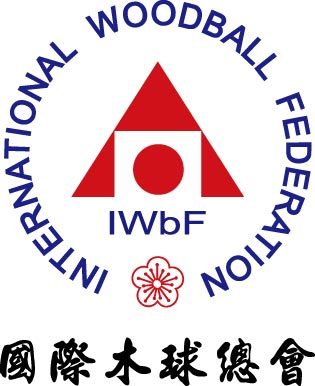 INTERNATIONAL WOODBALL FEDERATION
IWbF
國際木球總會